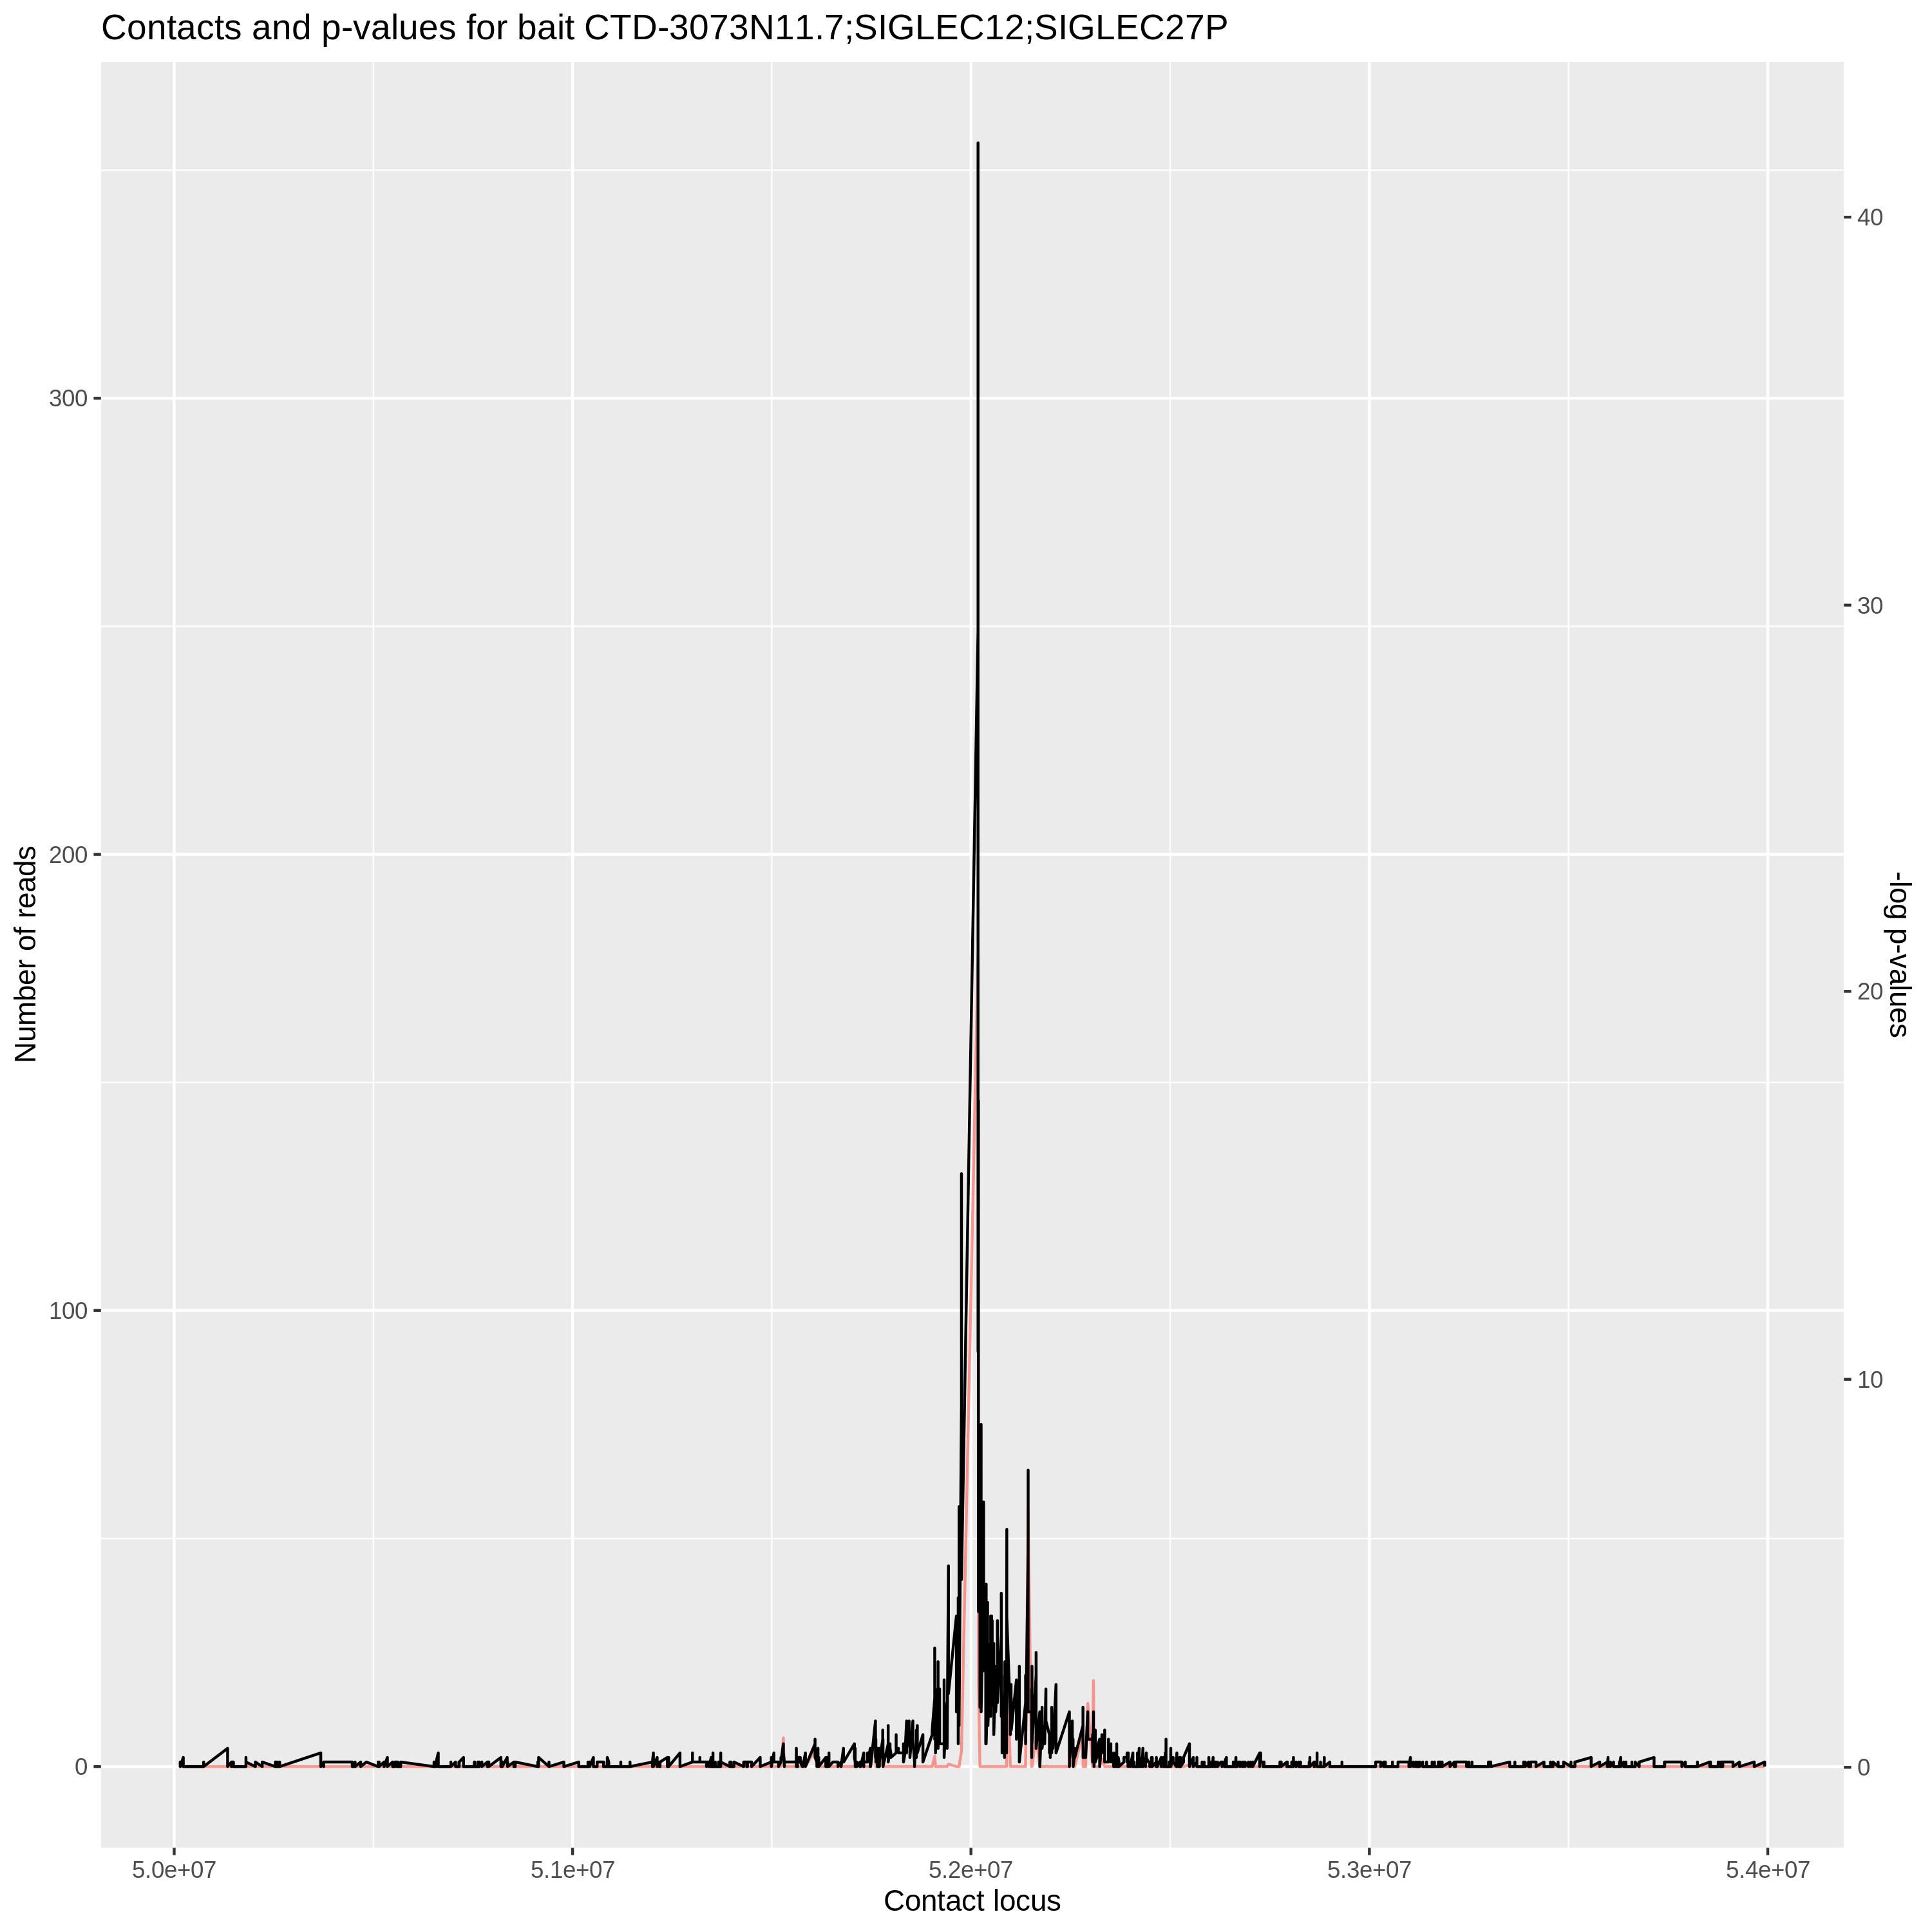 Contacts and p-values for bait CTD-3073N11.7;SIGLEC12;SIGLEC27P
Number of reads
300
200
100
0
40
30
20
10
0
-log p-values
5.0e+07 5.1e+07 5.2e+07 5.3e+07 5.4e+07
Contact locus